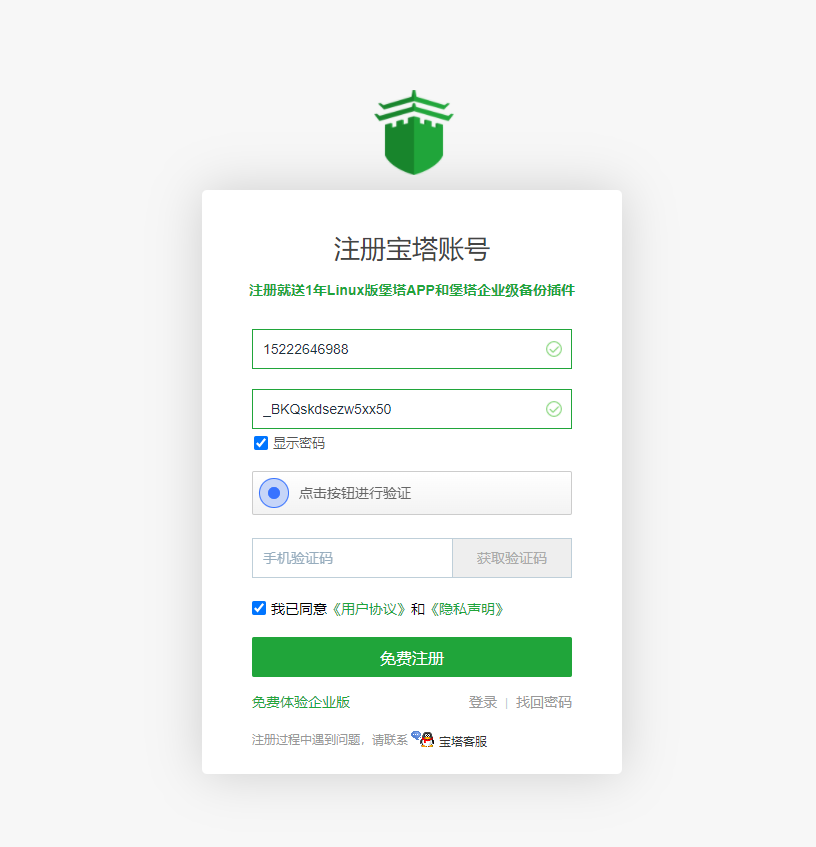 注册宝塔账号
注册就送1年Linux版堡塔APP和堡塔企业级备份插件
15222646988
_BKQskdsezw5xx50
显示密码
点击按钮进行验证
手机验证码 获取验证码
我已同意《用户协议》和《隐私声明》
免费注册
免费体验企业版 登录 | 找回密码
注册过程中遇到问题，请联系 宝塔客服